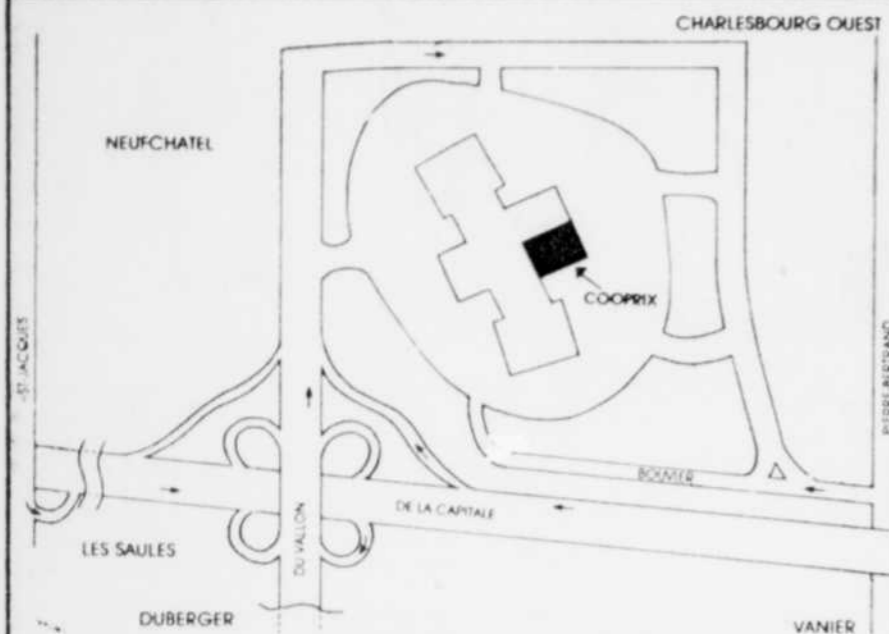 CHARLESBOURG OUEST
NEUFCHATEL
COOPRIX
ST-JACQUES
PIERRE-BERTRAND
BOUVIER
DE LA CAPITALE
DU VALLON
LES SAULES
DUBERGER
VANIER